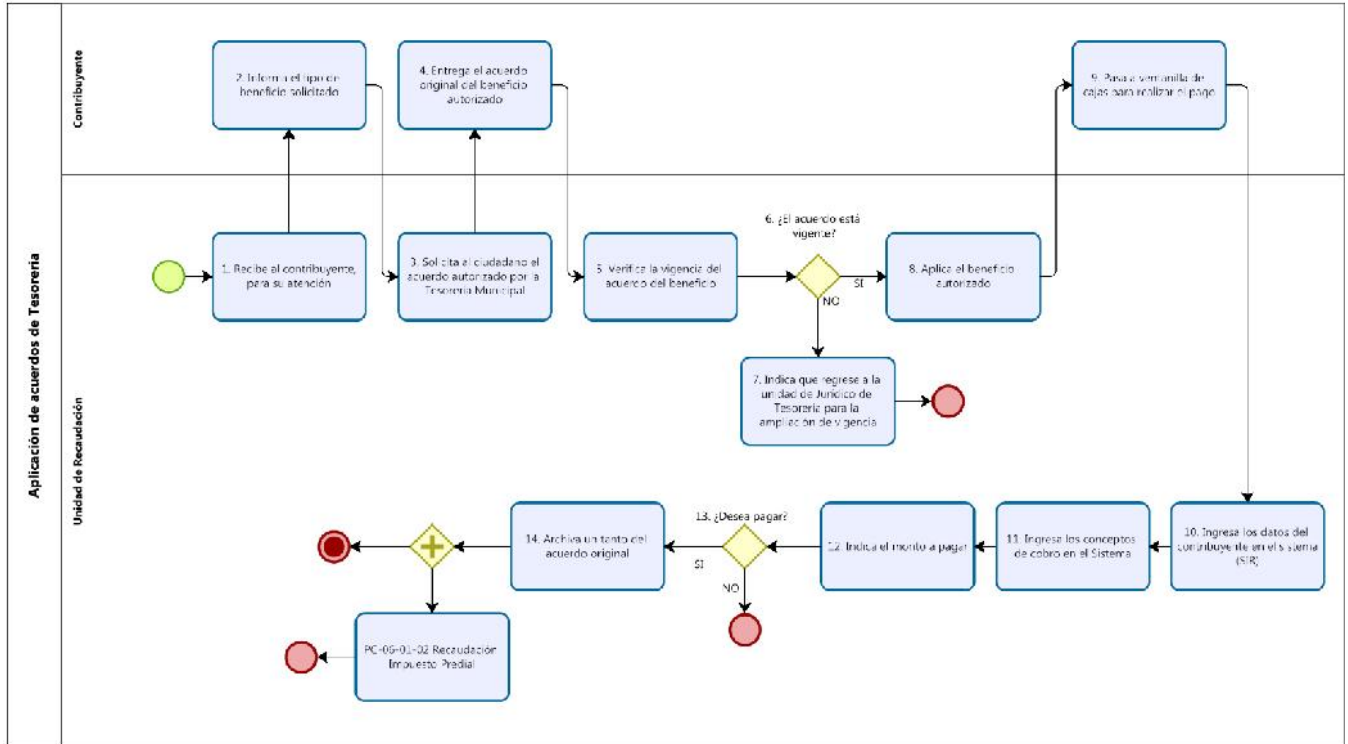 Aplicación de acuerdos de Tesorería
Contribuyente
Unidad de Recaudación
1. Recibe al contribuyente,
para su atención
2. Informa el tipo de
beneficio solicitado
3. Solicita al ciudadano el
acuerdo autorizado por la
Tesorería Municipal
4. Entrega el acuerdo
original del beneficio
autorizado
5. Verifica la vigencia del
acuerdo del beneficio
6. ¿El acuerdo está
vigente?
SI
NO
7. Indica que regrese a la
unidad de Jurídico de
Tesorería para la
ampliación de vigencia
8. Aplica el beneficio
autorizado
9. Pasa a ventanilla de
cajas para realizar el pago
10. Ingresa los datos del
contribuyente en el sistema
(SIR)
11. Ingresa los conceptos
de cobro en el Sistema
12. Indica el monto a pagar
13. ¿Desea pagar?
SI
NO
14. Archiva un tanto del
acuerdo original
PC-06-01-02 Recaudación
Impuesto Predial